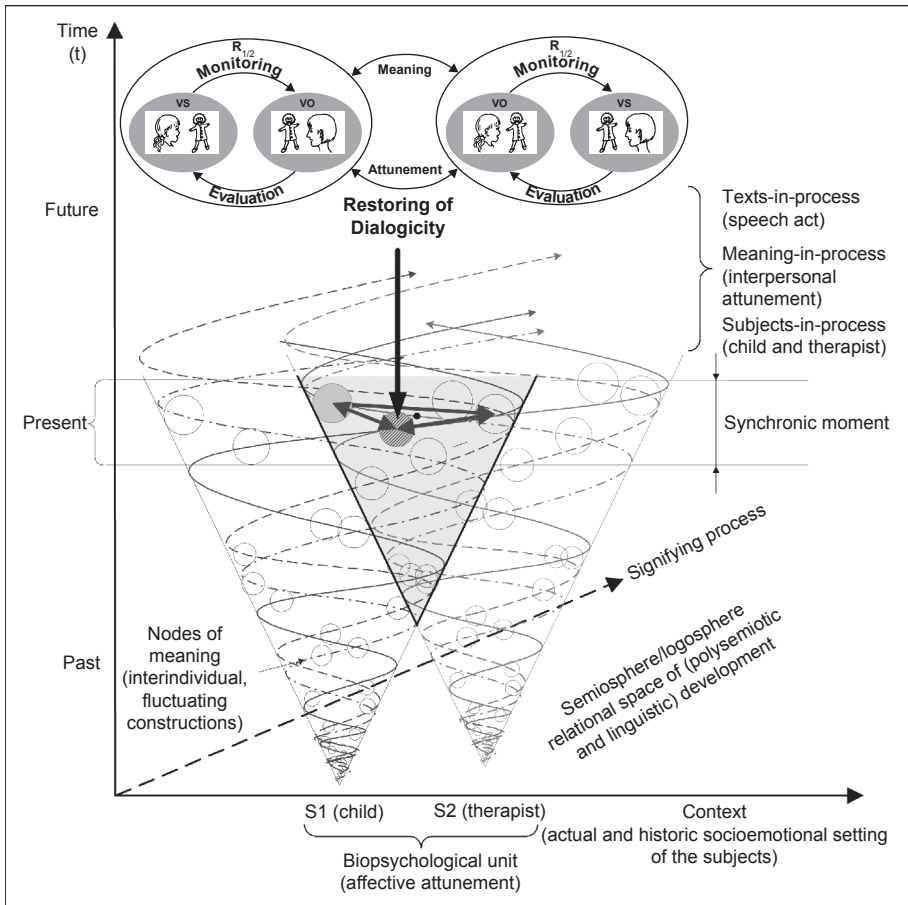 Time
(t)
R1/2
Monitoring
VS
VO
Evaluation
Meaning
Attunement
R1/2
Monitoring
VO
VS
Evaluation
Restoring of
Dialogicity
Future
Texts-in-process
(speech act)
Meaning-in-process
(interpersonal
attunement)
Subjects-in-process
(child and therapist)
Present
Synchronic moment
Signifying process
Nodes of
meaning
(interindividual,
fluctuating
constructions)
Past
Semiosphere/logosphere
relational space of (polysemiotic
and linguistic) development
S1 (child)
S2 (therapist)
Context
(actual and historic socioemotional setting
of the subjects)
Biopsychological unit
(affective attunement)